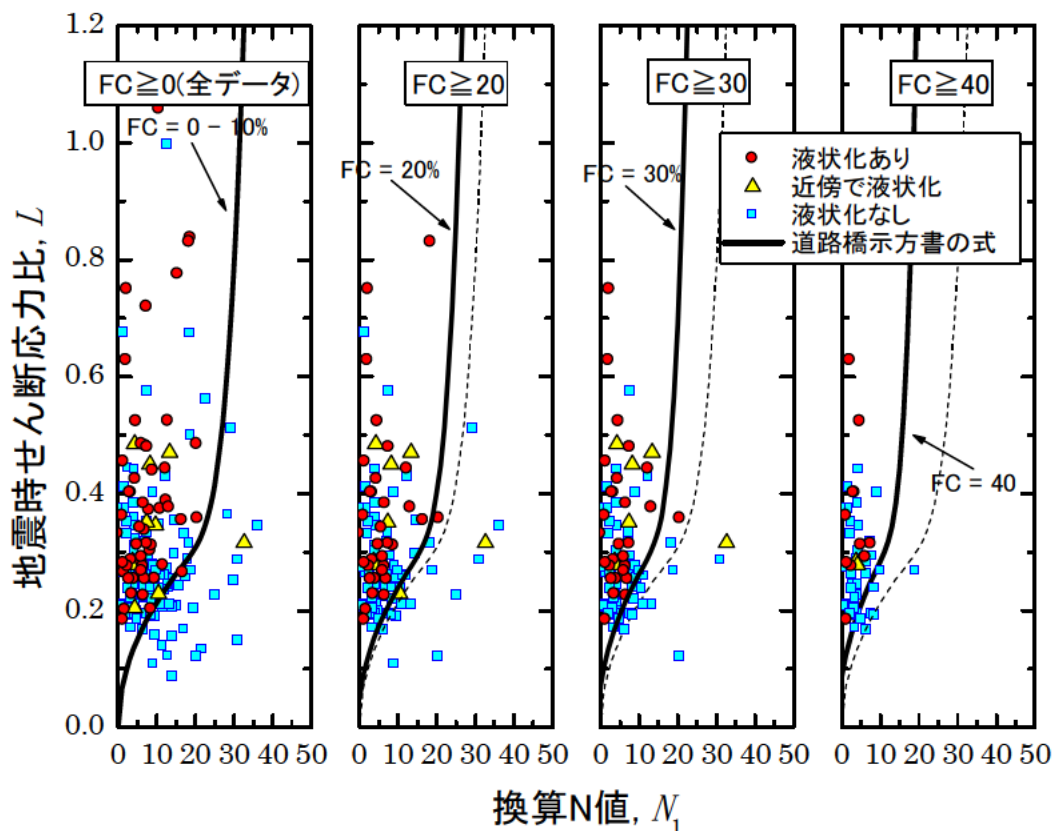 FC≧0(全データ)
FC≧20
FC≧30
FC≧40
FC = 0 - 10%
FC = 20%
FC = 30%
FC = 40
液状化あり
近傍で液状化
液状化なし
道路橋示方書の式
地震時せん断応力比, L
1.2
1.0
0.8
0.6
0.4
0.2
0.0
0 10 20 30 40 50
0 10 20 30 40 50
0 10 20 30 40 50
0 10 20 30 40 50
換算N値, N₁